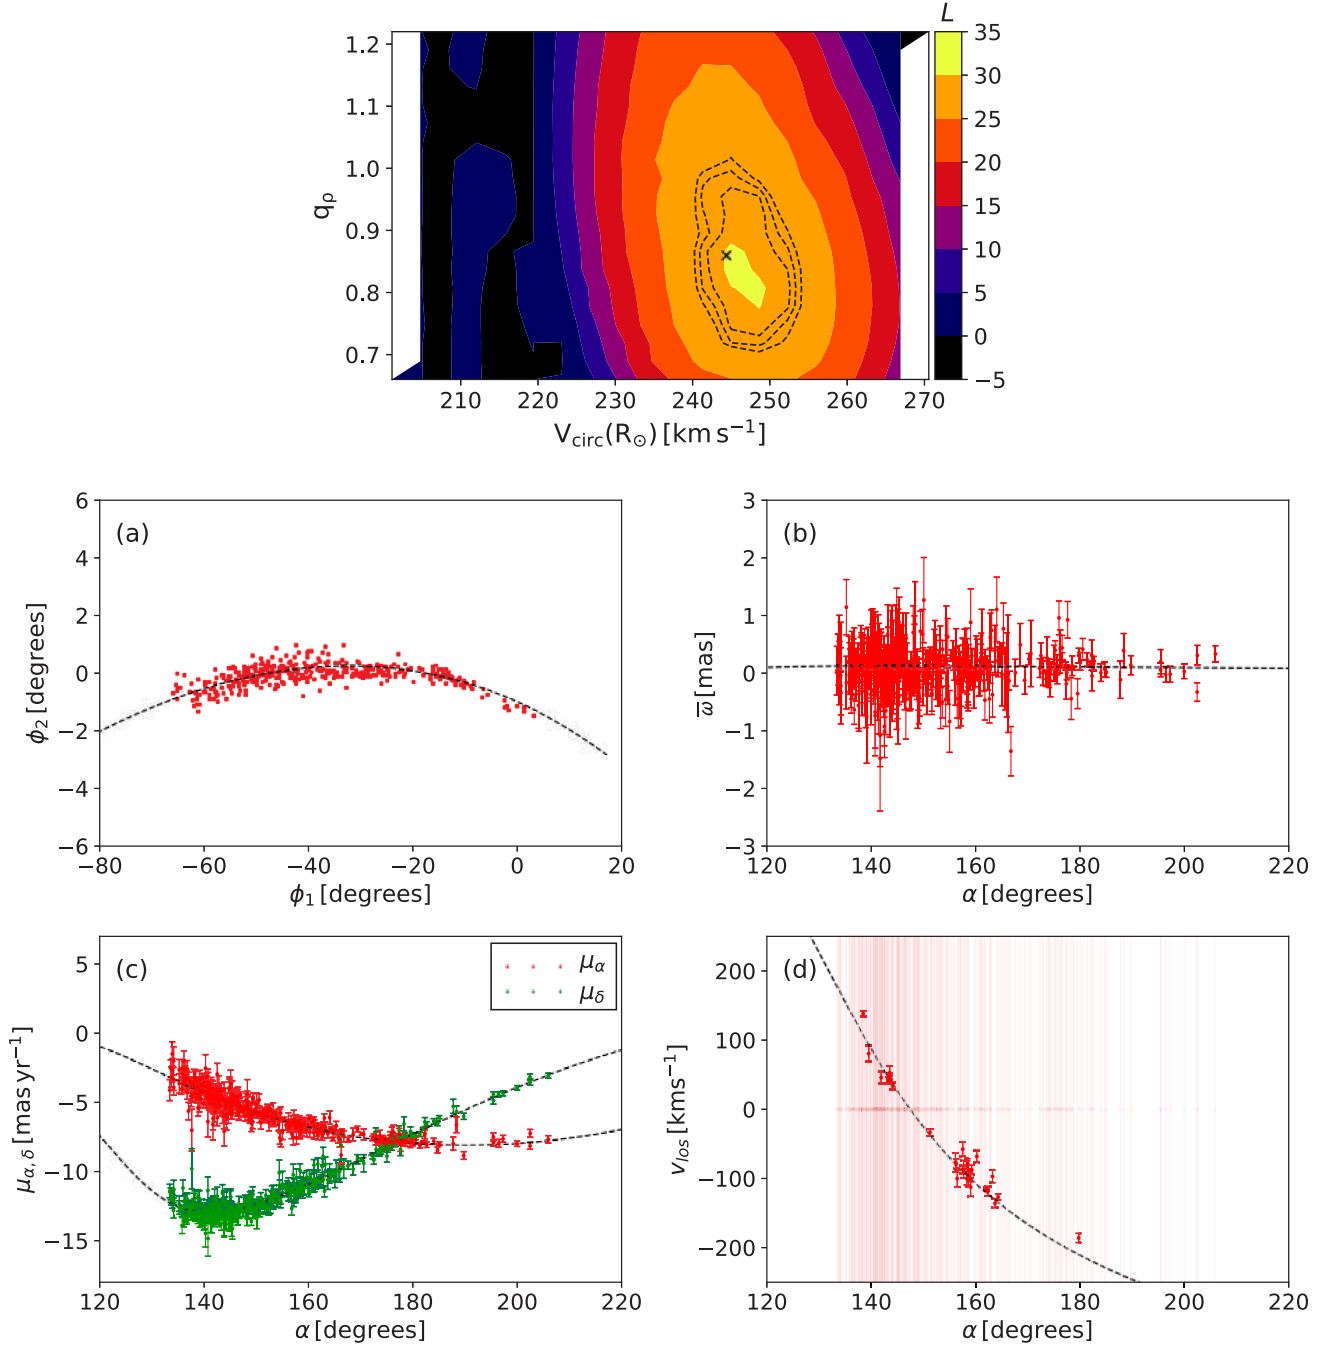 L
35
30
25
20
15
10
5
0
−5
1.2
1.1
1.0
0.9
0.8
0.7
qρ
210 220 230 240 250 260 270
Vcirc(R⊙) [km s−1]
(a)
6
4
2
0
−2
−4
−6
ϕ2 [degrees]
−80 −60 −40 −20 0 20
ϕ1 [degrees]
(b)
3
2
1
0
−1
−2
−3
ϖ [mas]
120 140 160 180 200 220
α [degrees]
(c)
μα
μδ
5
0
−5
−10
−15
μα,δ [mas yr−1]
120 140 160 180 200 220
α [degrees]
(d)
200
100
0
−100
−200
vlos [kms−1]
120 140 160 180 200 220
α [degrees]